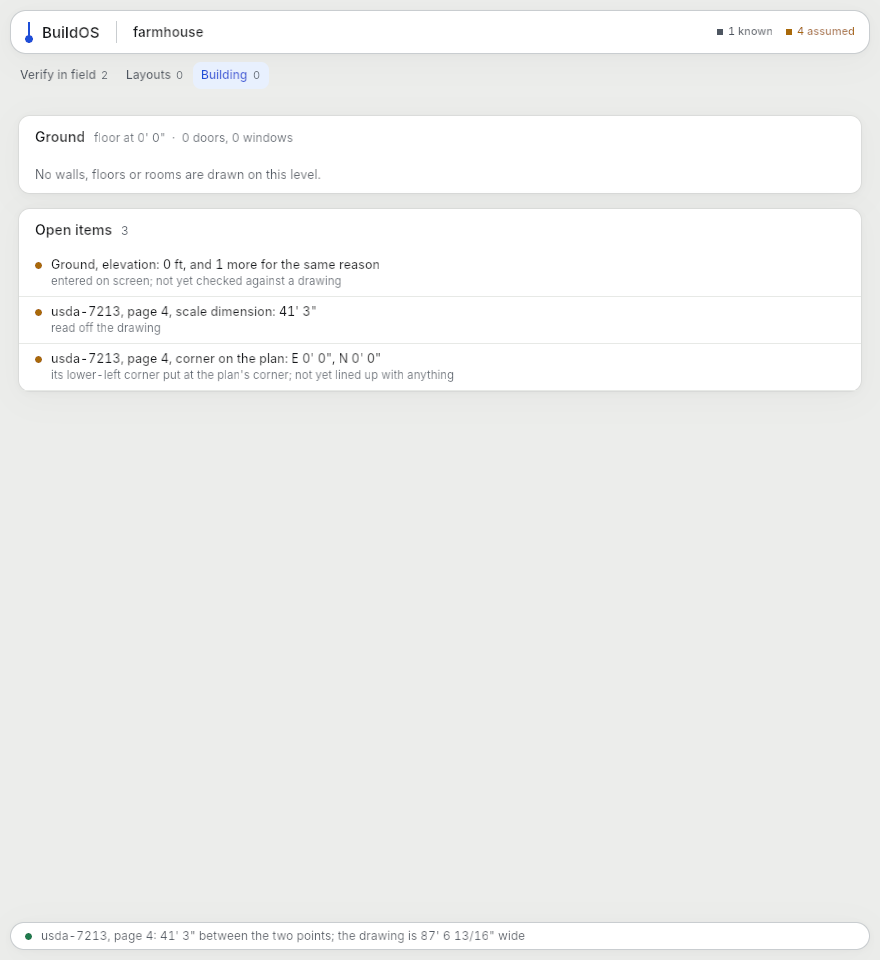 BuildOS farmhouse 1 known 4 assumed
Verify in field 2 Layouts 0 Building 0
Ground floor at 0' 0" · 0 doors, 0 windows
No walls, floors or rooms are drawn on this level.
Open items 3
Ground, elevation: 0 ft, and 1 more for the same reason
entered on screen; not yet checked against a drawing
usda-7213, page 4, scale dimension: 41' 3"
read off the drawing
usda-7213, page 4, corner on the plan: E 0' 0", N 0' 0"
its lower-left corner put at the plan's corner; not yet lined up with anything
usda-7213, page 4: 41' 3" between the two points; the drawing is 87' 6 13/16" wide